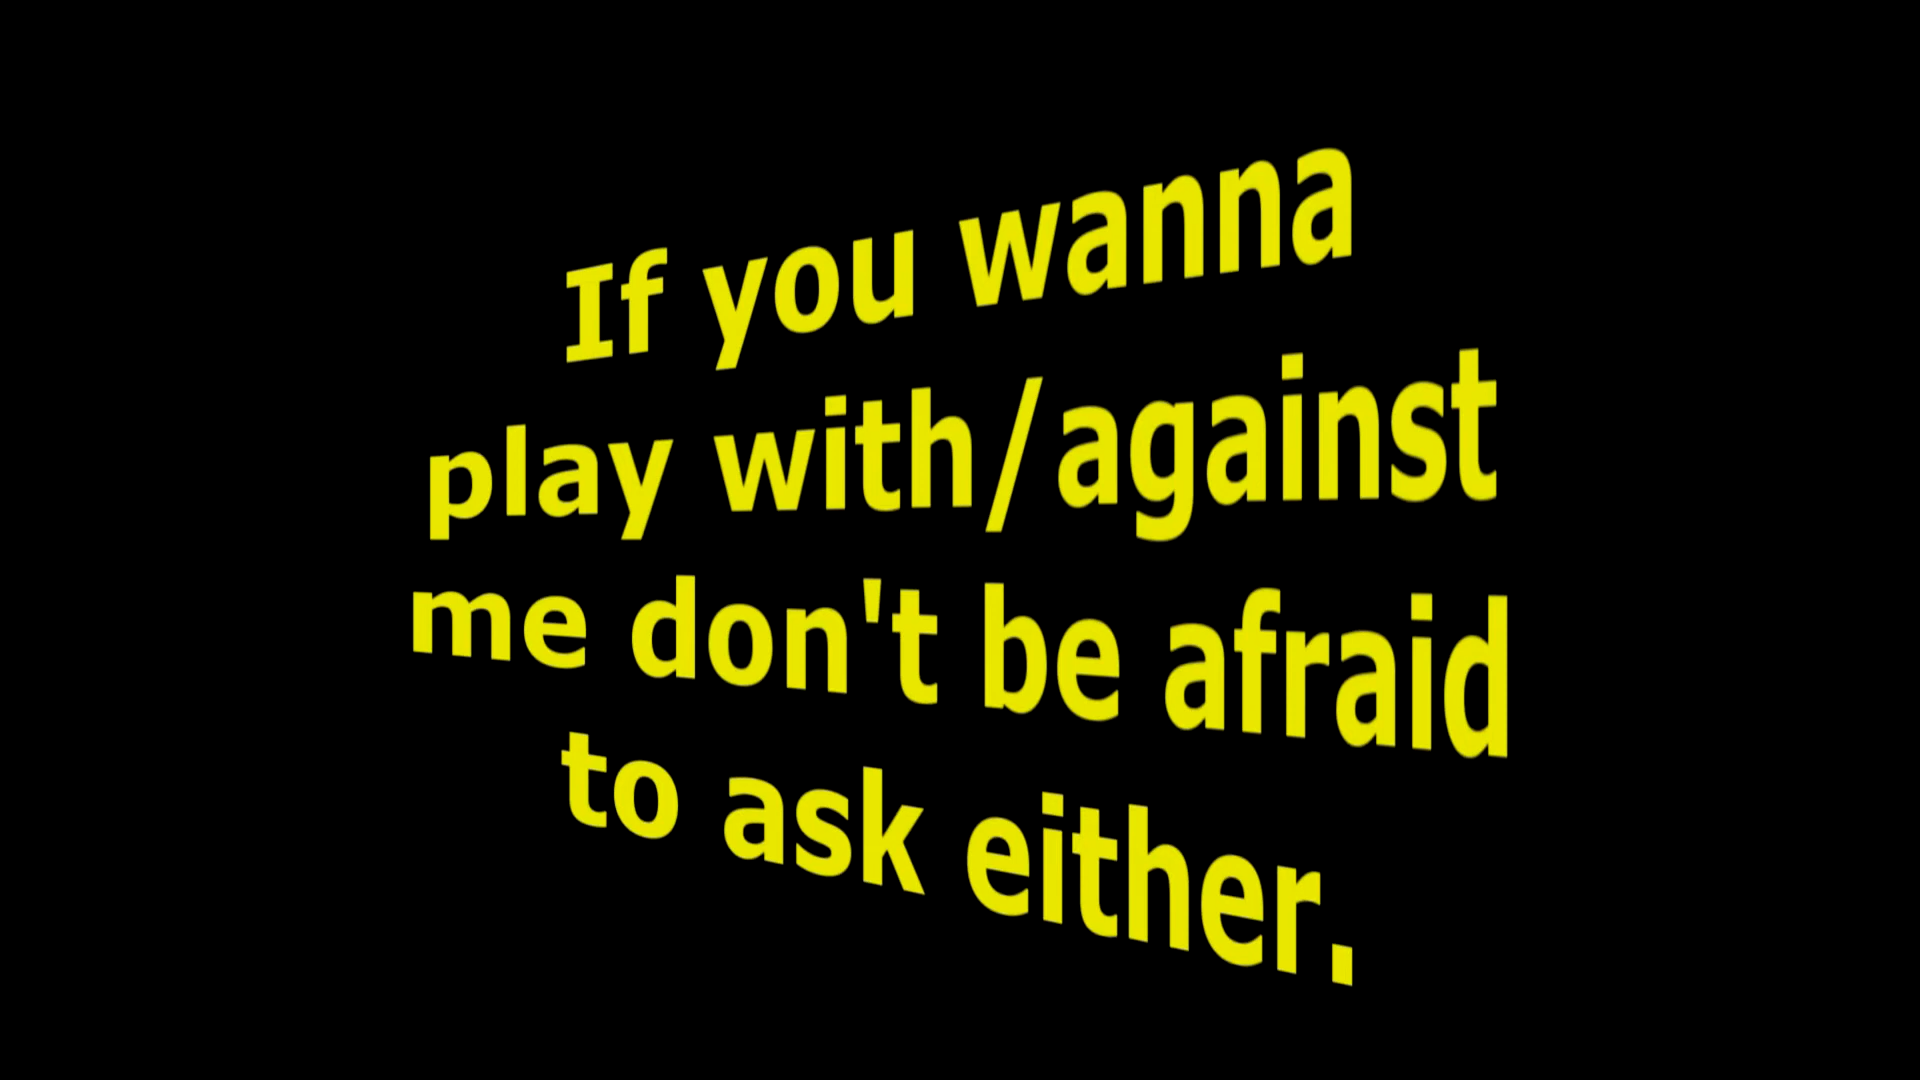 If you wanna
play with/against
me don't be afraid
to ask either.